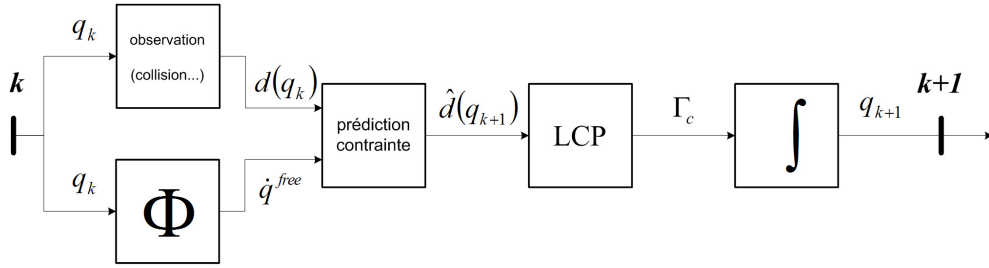 k
q_k
observation
(collision...)
d(q_k)
q_k
Φ
q̇^free
prédiction
contrainte
d̂(q_{k+1})
LCP
Γ_c
∫
q_{k+1}
k+1